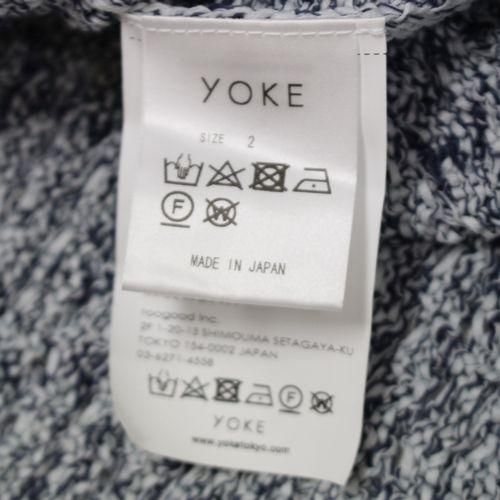 YOKE
SIZE 2
F W
MADE IN JAPAN
2F 1-20-13 SHIMOUMA SETAGAYA-KU
TOKYO 154-0002 JAPAN
03-6271-4558
F W
YOKE
www.yoketokyo.com